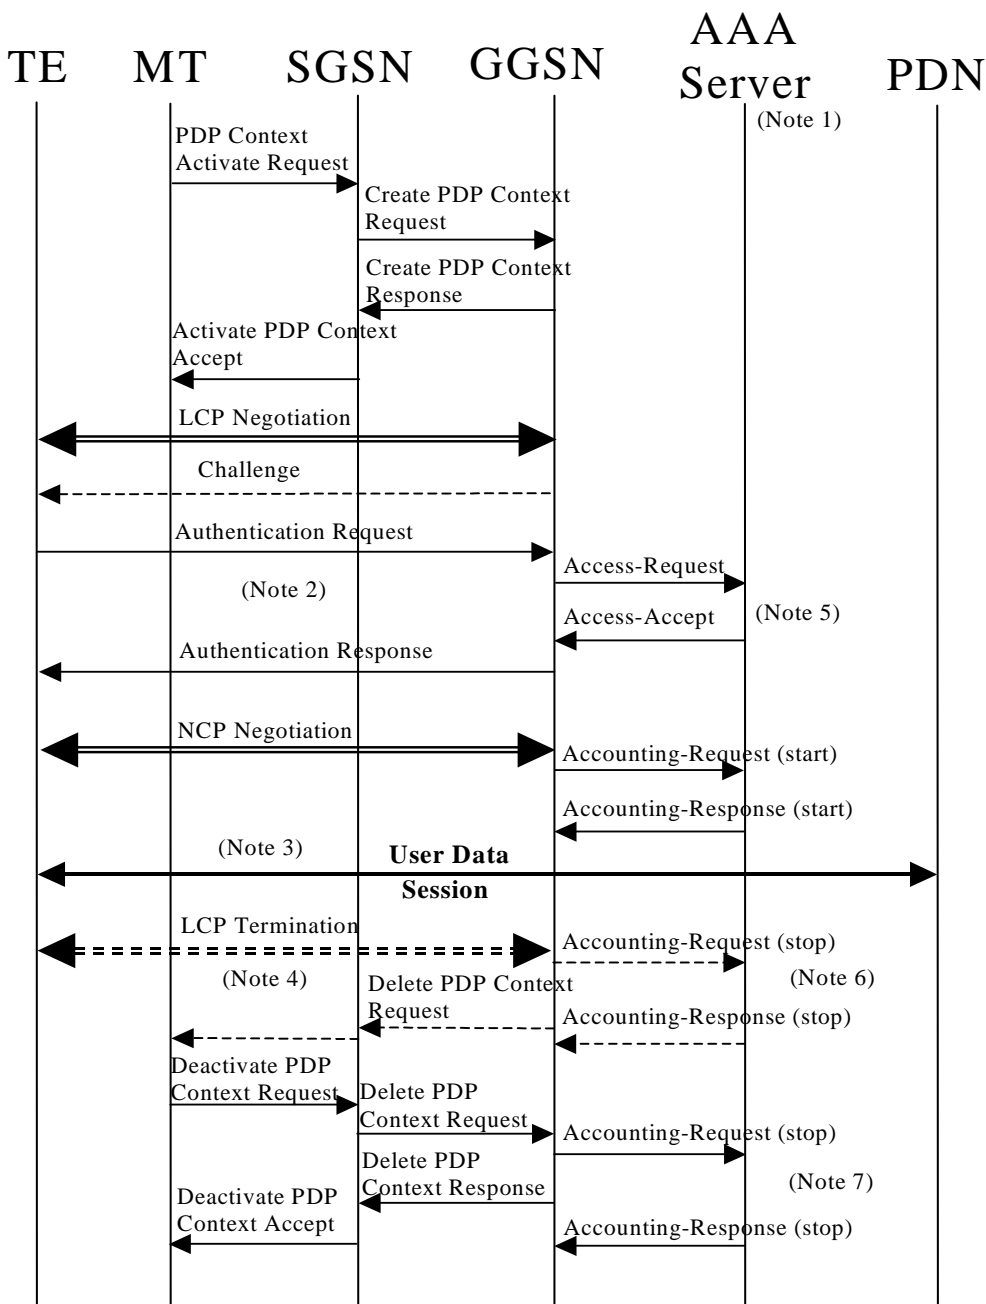 TE
MT
SGSN
GGSN
AAA
Server
PDN
(Note 1)
PDP Context
Activate Request
Create PDP Context
Request
Create PDP Context
Response
Activate PDP Context
Accept
LCP Negotiation
Challenge
Authentication Request
Access-Request
(Note 2)
(Note 5)
Access-Accept
Authentication Response
NCP Negotiation
Accounting-Request (start)
Accounting-Response (start)
(Note 3)
User Data
Session
LCP Termination
Accounting-Request (stop)
(Note 4)
(Note 6)
Delete PDP Context
Request
Accounting-Response (stop)
Deactivate PDP
Context Request
Delete PDP
Context Request
Accounting-Request (stop)
Delete PDP
Context Response
(Note 7)
Deactivate PDP
Context Accept
Accounting-Response (stop)